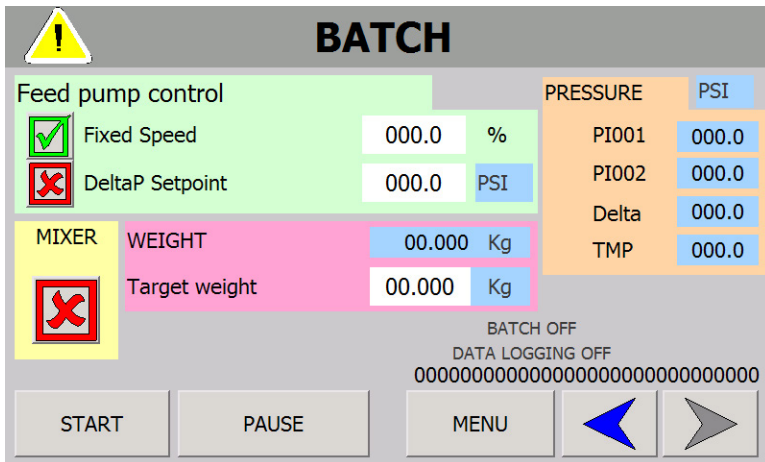 BATCH
Feed pump control
Fixed Speed 000.0 %
DeltaP Setpoint 000.0 PSI
PRESSURE PSI
PI001 000.0
PI002 000.0
Delta 000.0
TMP 000.0
MIXER
WEIGHT 00.000 Kg
Target weight 00.000 Kg
BATCH OFF
DATA LOGGING OFF
00000000000000000000000000000000
START PAUSE MENU